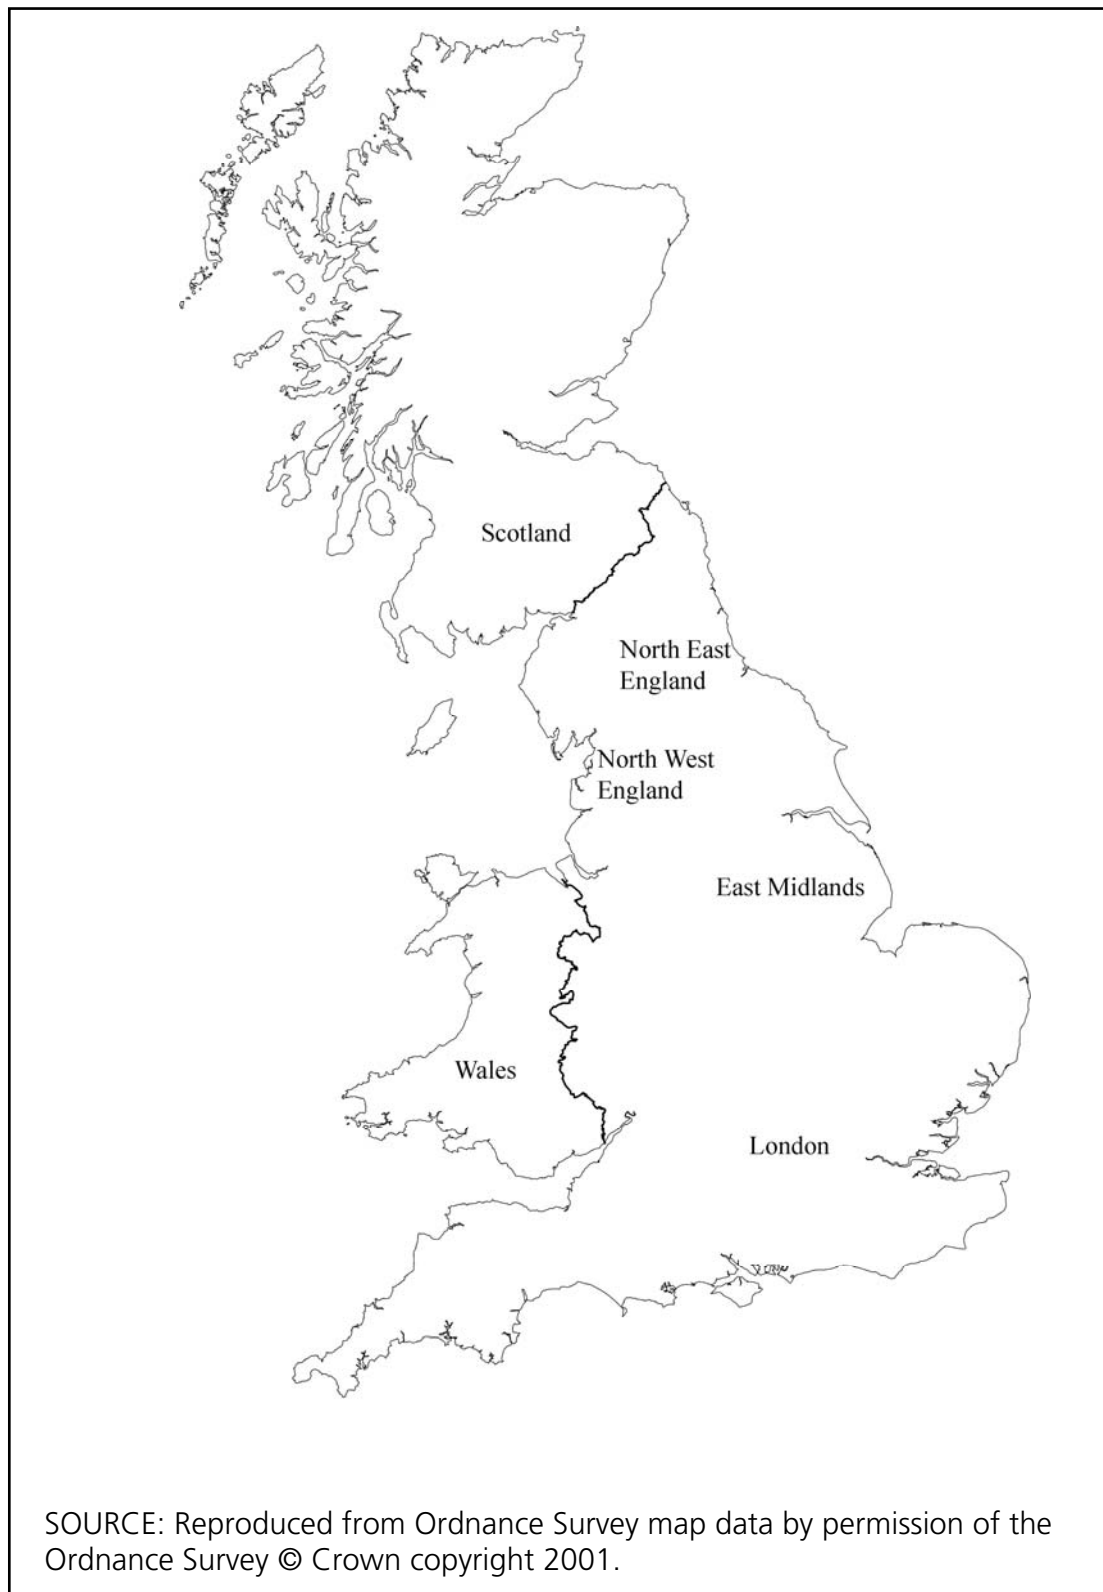 Scotland
North East
England
North West
England
East Midlands
Wales
London
SOURCE: Reproduced from Ordnance Survey map data by permission of the
Ordnance Survey © Crown copyright 2001.